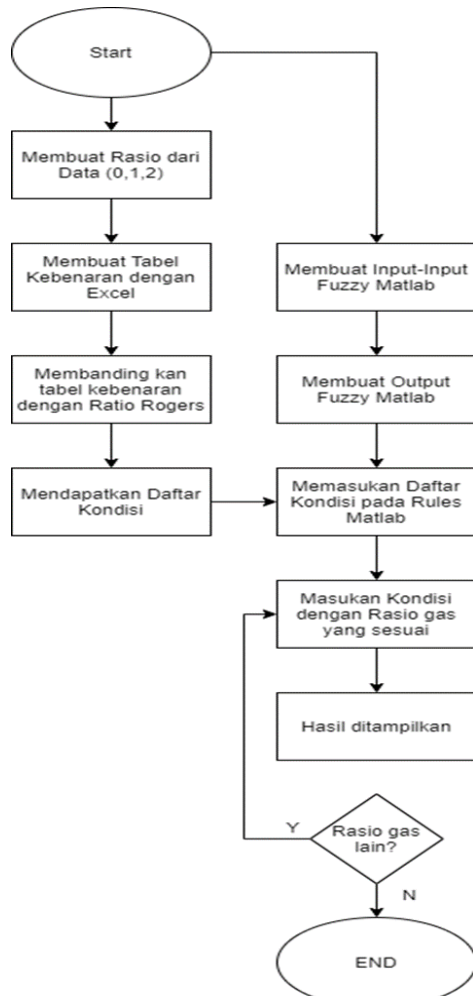 Start
Membuat Rasio dari
Data (0,1,2)
Membuat Tabel
Kebenaran dengan
Excel
Membanding kan
tabel kebenaran
dengan Ratio Rogers
Mendapatkan Daftar
Kondisi
Membuat Input-Input
Fuzzy Matlab
Membuat Output
Fuzzy Matlab
Memasukan Daftar
Kondisi pada Rules
Matlab
Masukan Kondisi
dengan Rasio gas
yang sesuai
Hasil ditampilkan
Rasio gas
lain?
Y
N
END